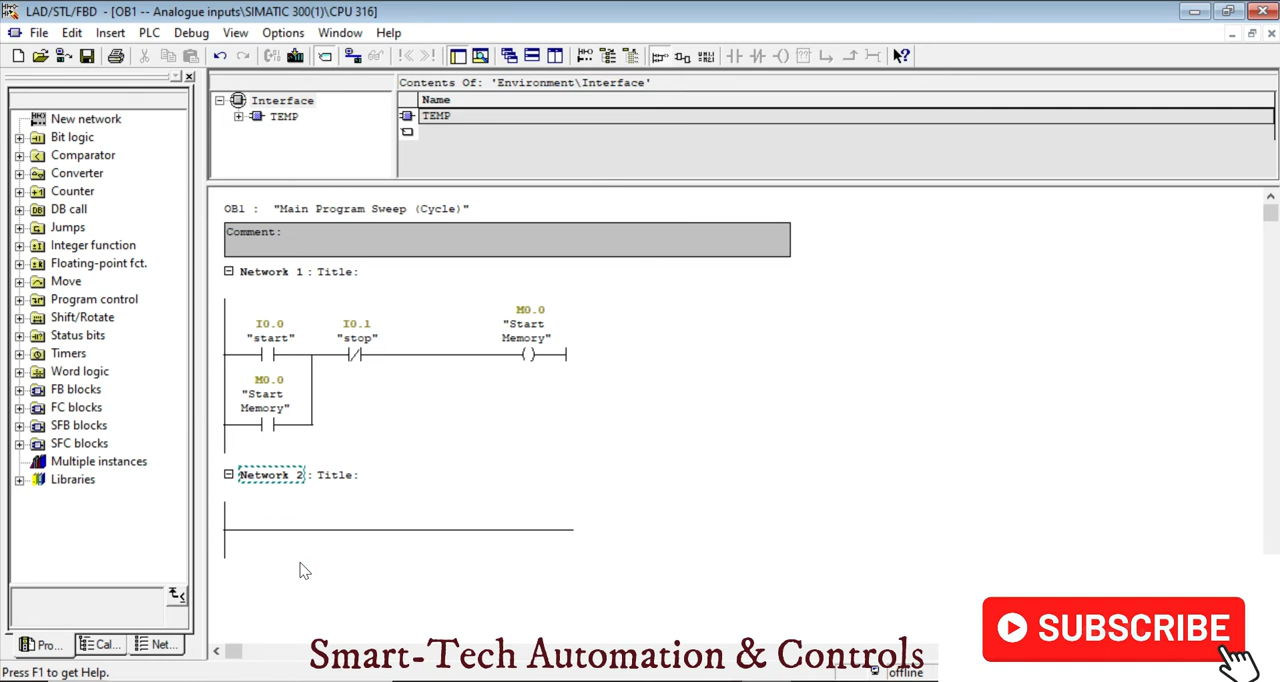 LAD/STL/FBD - [OB1 -- Analogue inputs\SIMATIC 300(1)\CPU 316]
File Edit Insert PLC Debug View Options Window Help
New network
Bit logic
Comparator
Converter
Counter
DB call
Jumps
Integer function
Floating-point fct.
Move
Program control
Shift/Rotate
Status bits
Timers
Word logic
FB blocks
FC blocks
SFB blocks
SFC blocks
Multiple instances
Libraries
Pro... Cal... Net...
Interface
TEMP
Contents Of: 'Environment\Interface'
Name
TEMP
OB1 : "Main Program Sweep (Cycle)"
Comment:
Network 1 : Title:
I0.0 I0.1 M0.0
"start" "stop" "Start
Memory"
M0.0
"Start
Memory"
Network 2 : Title:
Smart-Tech Automation & Controls
SUBSCRIBE
Press F1 to get Help.
offline